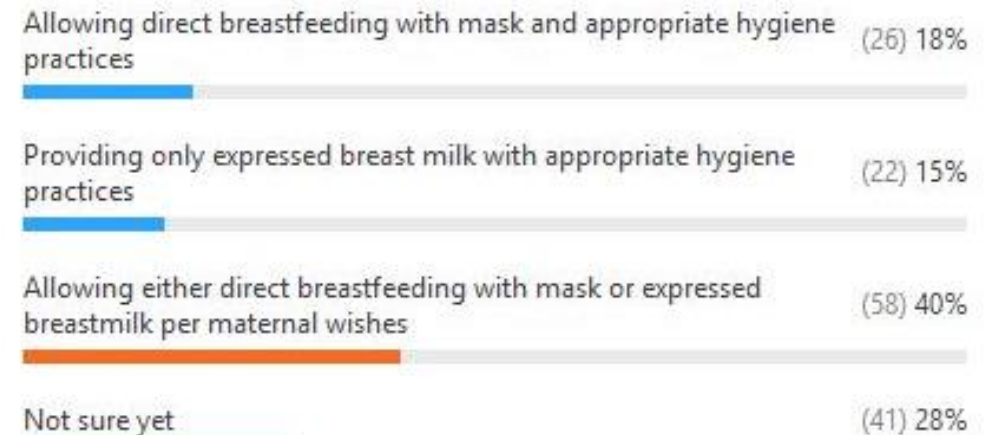 Allowing direct breastfeeding with mask and appropriate hygiene
practices
(26) 18%
Providing only expressed breast milk with appropriate hygiene
practices
(22) 15%
Allowing either direct breastfeeding with mask or expressed
breastmilk per maternal wishes
(58) 40%
Not sure yet
(41) 28%